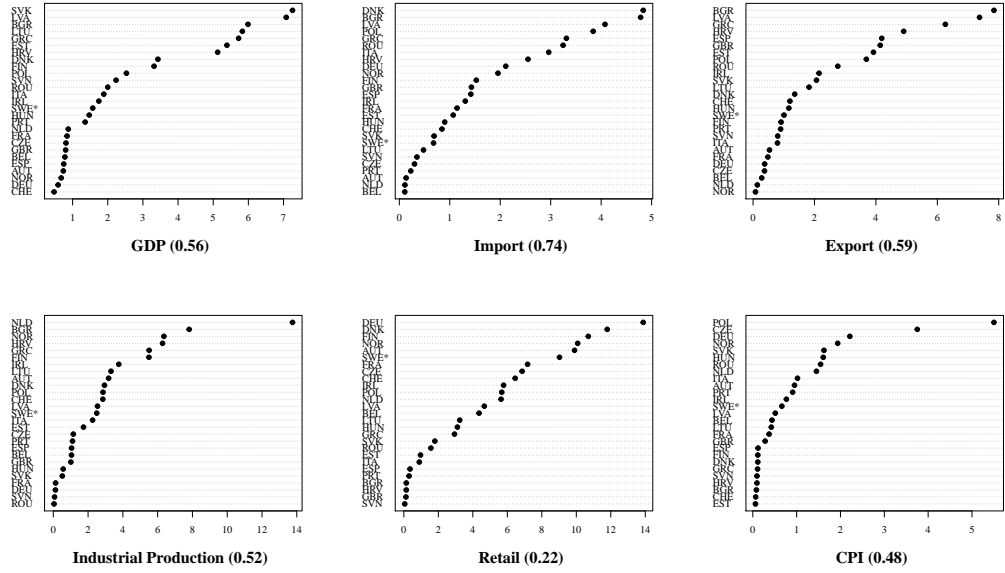 SVK
LVA
BGR
LTU
GRC
EST
HRV
DNK
FIN
POL
SVN
ROU
ITA
IRL
SWE*
HUN
PRT
NLD
FRA
CZE
GBR
BEL
ESP
AUT
NOR
DEU
CHE
1 2 3 4 5 6 7
GDP (0.56)
DNK
BGR
LVA
POL
GRC
ROU
ITA
HRV
DEU
NOR
FIN
GBR
ESP
IRL
FRA
EST
HUN
CHE
SVK
SWE*
LTU
SVN
CZE
PRT
AUT
NLD
BEL
0 1 2 3 4 5
Import (0.74)
BGR
LVA
GRC
HRV
ESP
GBR
EST
POL
ROU
IRL
SVK
LTU
DNK
CHE
HUN
SWE*
FIN
PRT
SVN
ITA
AUT
FRA
DEU
CZE
BEL
NLD
NOR
0 2 4 6 8
Export (0.59)
NLD
BGR
NOR
HRV
GRC
FIN
IRL
LTU
AUT
DNK
POL
CHE
LVA
SWE*
ITA
EST
CZE
PRT
ESP
BEL
GBR
HUN
SVK
FRA
DEU
SVN
ROU
0 2 4 6 8 10 12 14
Industrial Production (0.52)
DEU
DNK
FIN
NOR
AUT
SWE*
FRA
CZE
CHE
IRL
POL
NLD
LVA
BEL
LTU
HUN
GRC
SVK
ROU
EST
ITA
ESP
PRT
BGR
HRV
GBR
SVN
0 2 4 6 8 10 12 14
Retail (0.22)
POL
CZE
DEU
NOR
SVK
HUN
ROU
NLD
ITA
AUT
PRT
IRL
SWE*
LVA
BEL
LTU
FRA
GBR
ESP
FIN
DNK
GRC
SVN
HRV
BGR
CHE
EST
0 1 2 3 4 5
CPI (0.48)